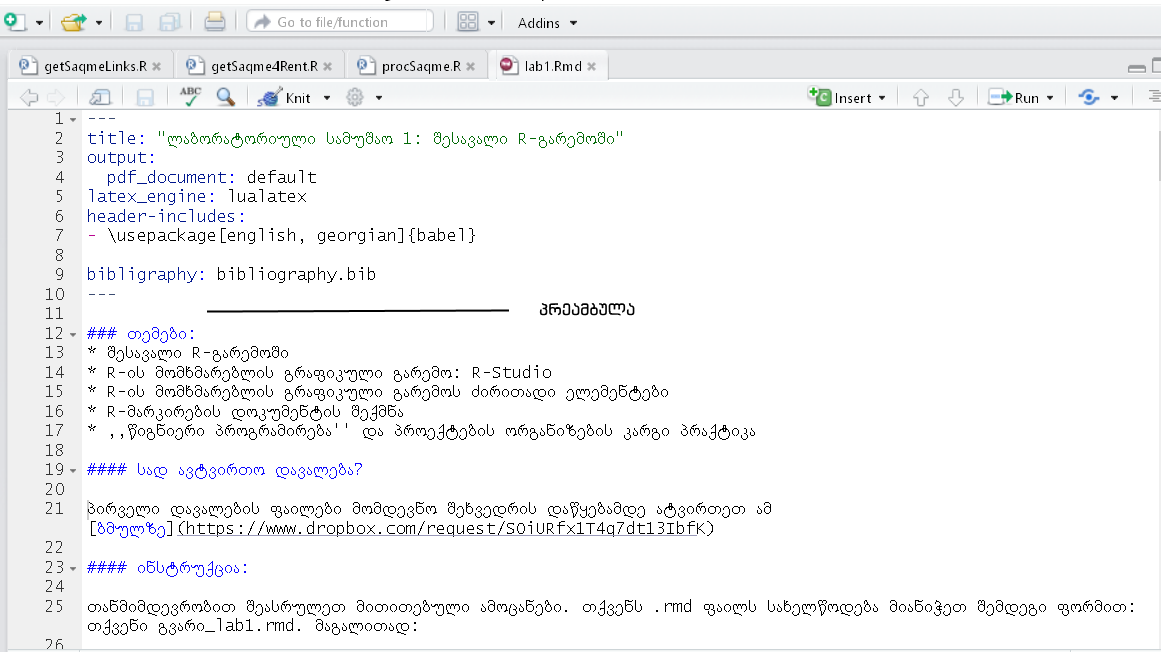 Go to file/function Addins
getSaqmeLinks.R getSaqme4Rent.R procSaqme.R lab1.Rmd
ABC Knit Insert Run
1 ---
2 title: "ლაბორატორიული სამუშაო 1: შესავალი R-გარემოში"
3 output:
4 pdf_document: default
5 latex_engine: lualatex
6 header-includes:
7 - \usepackage[english, georgian]{babel}
8
9 bibligraphy: bibliography.bib
10 ---
პრეამბულა
11
12 ### თემები:
13 * შესავალი R-გარემოში
14 * R-ის მომხმარებლის გრაფიკული გარემო: R-Studio
15 * R-ის მომხმარებლის გრაფიკული გარემოს ძირითადი ელემენტები
16 * R-მარკირების დოკუმენტის შექმნა
17 * ,,წიგნიერი პროგრამირება'' და პროექტების ორგანიზების კარგი პრაქტიკა
18
19 #### სად ავტვირთო დავალება?
20
21 პირველი დავალების ფაილები მომდევნო შეხვედრის დაწყებამდე ატვირთეთ ამ
[ბმულზე](https://www.dropbox.com/request/SOiURfx1T4q7dt13IbfK)
22
23 #### ინსტრუქცია:
24
25 თანმიმდევრობით შეასრულეთ მითითებული ამოცანები. თქვენს .rmd ფაილს სახელწოდება მიანიჭეთ შემდეგი ფორმით:
თქვენი გვარი_lab1.rmd. მაგალითად:
26